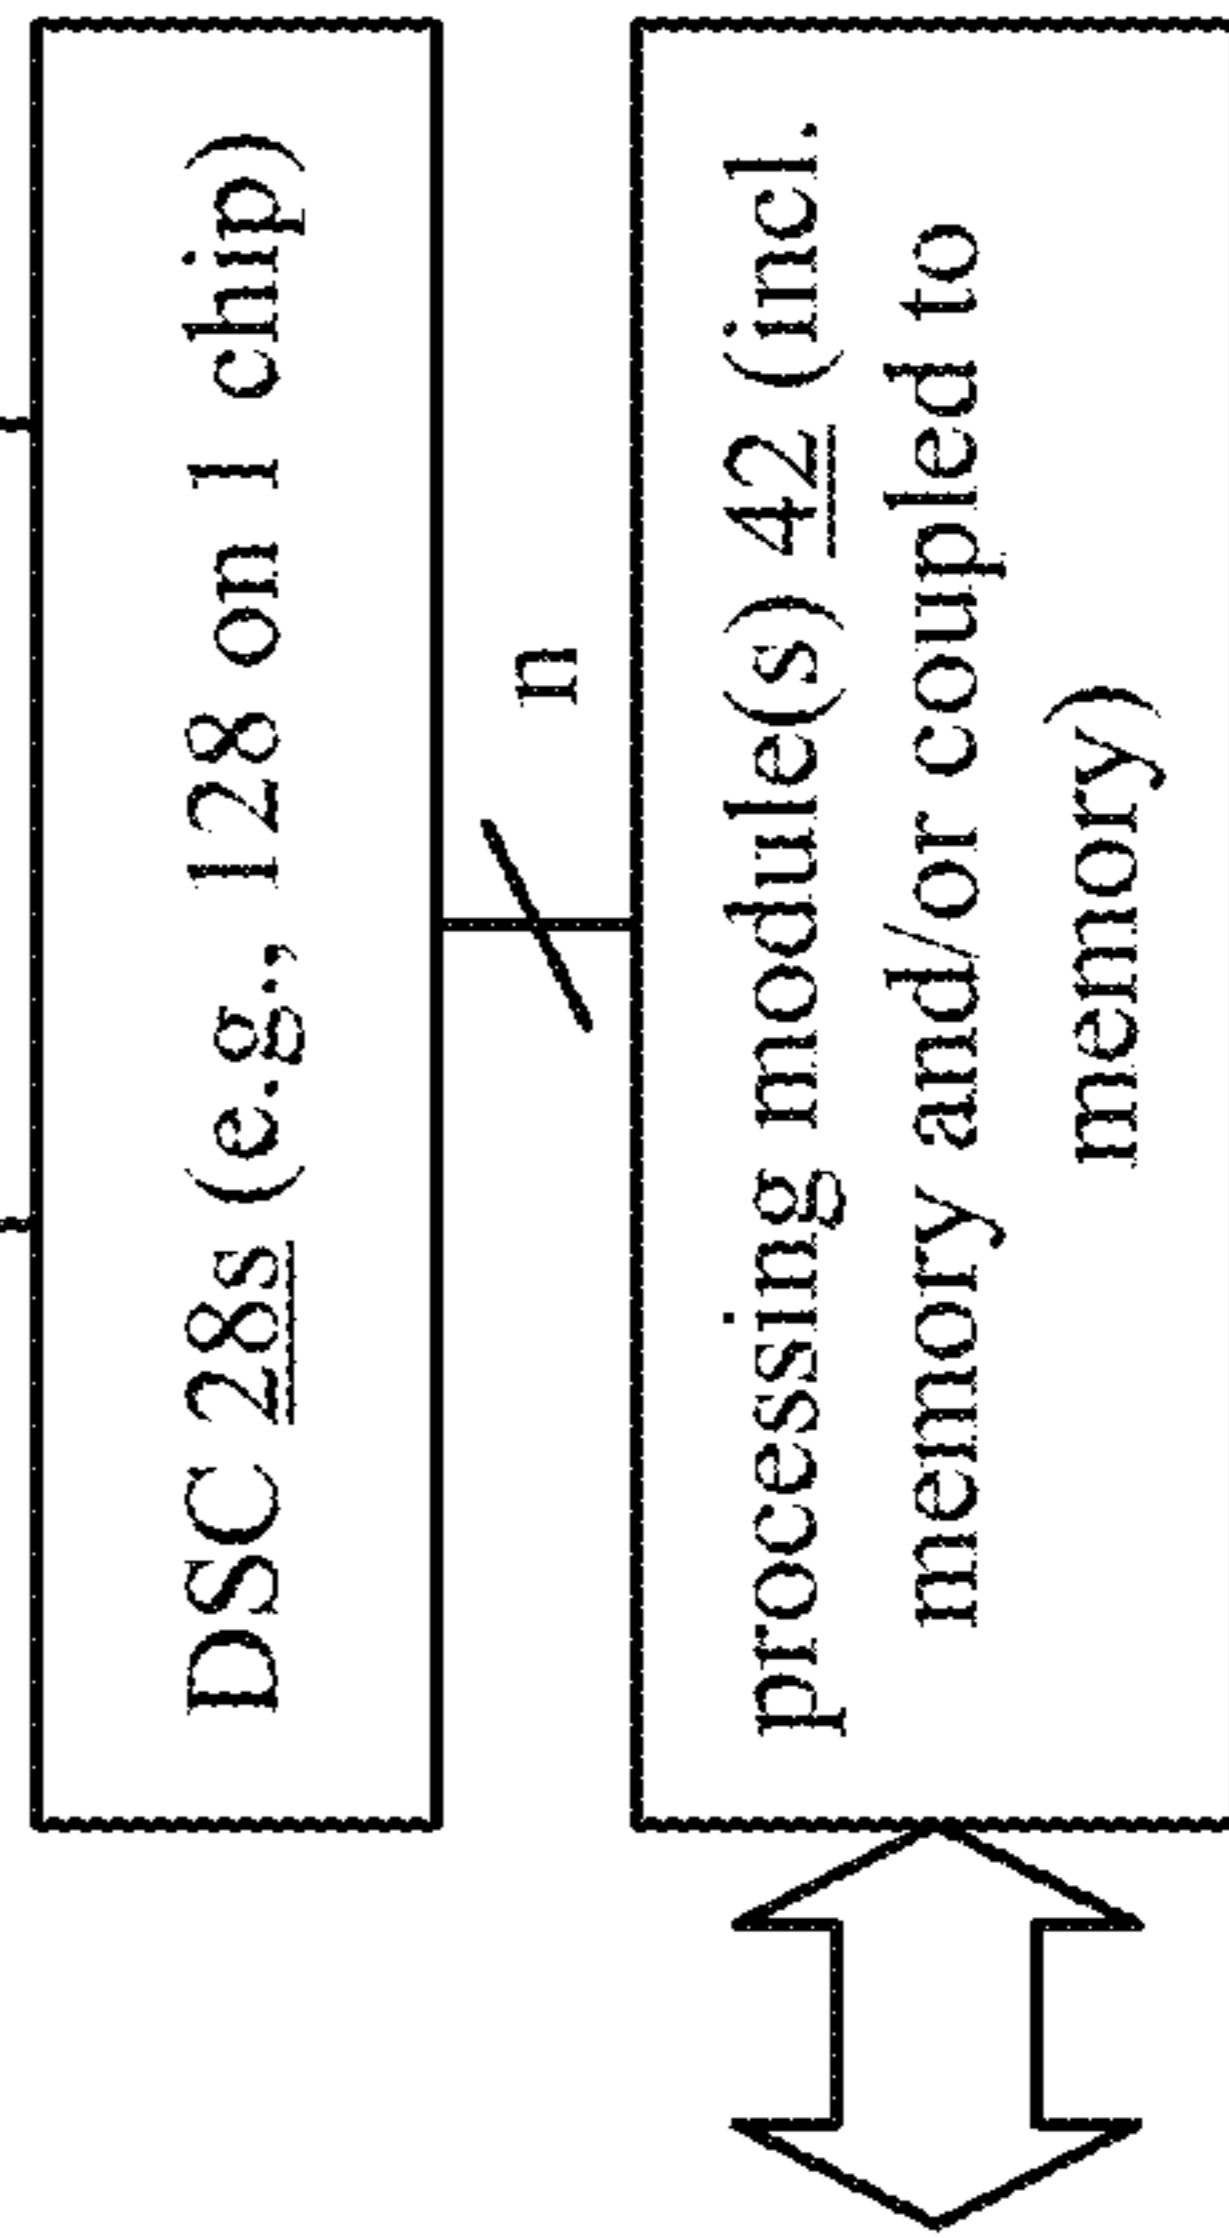 DSC 28s (e.g., 128 on 1 chip)
n
processing module(s) 42 (incl.
memory and/or coupled to
memory)